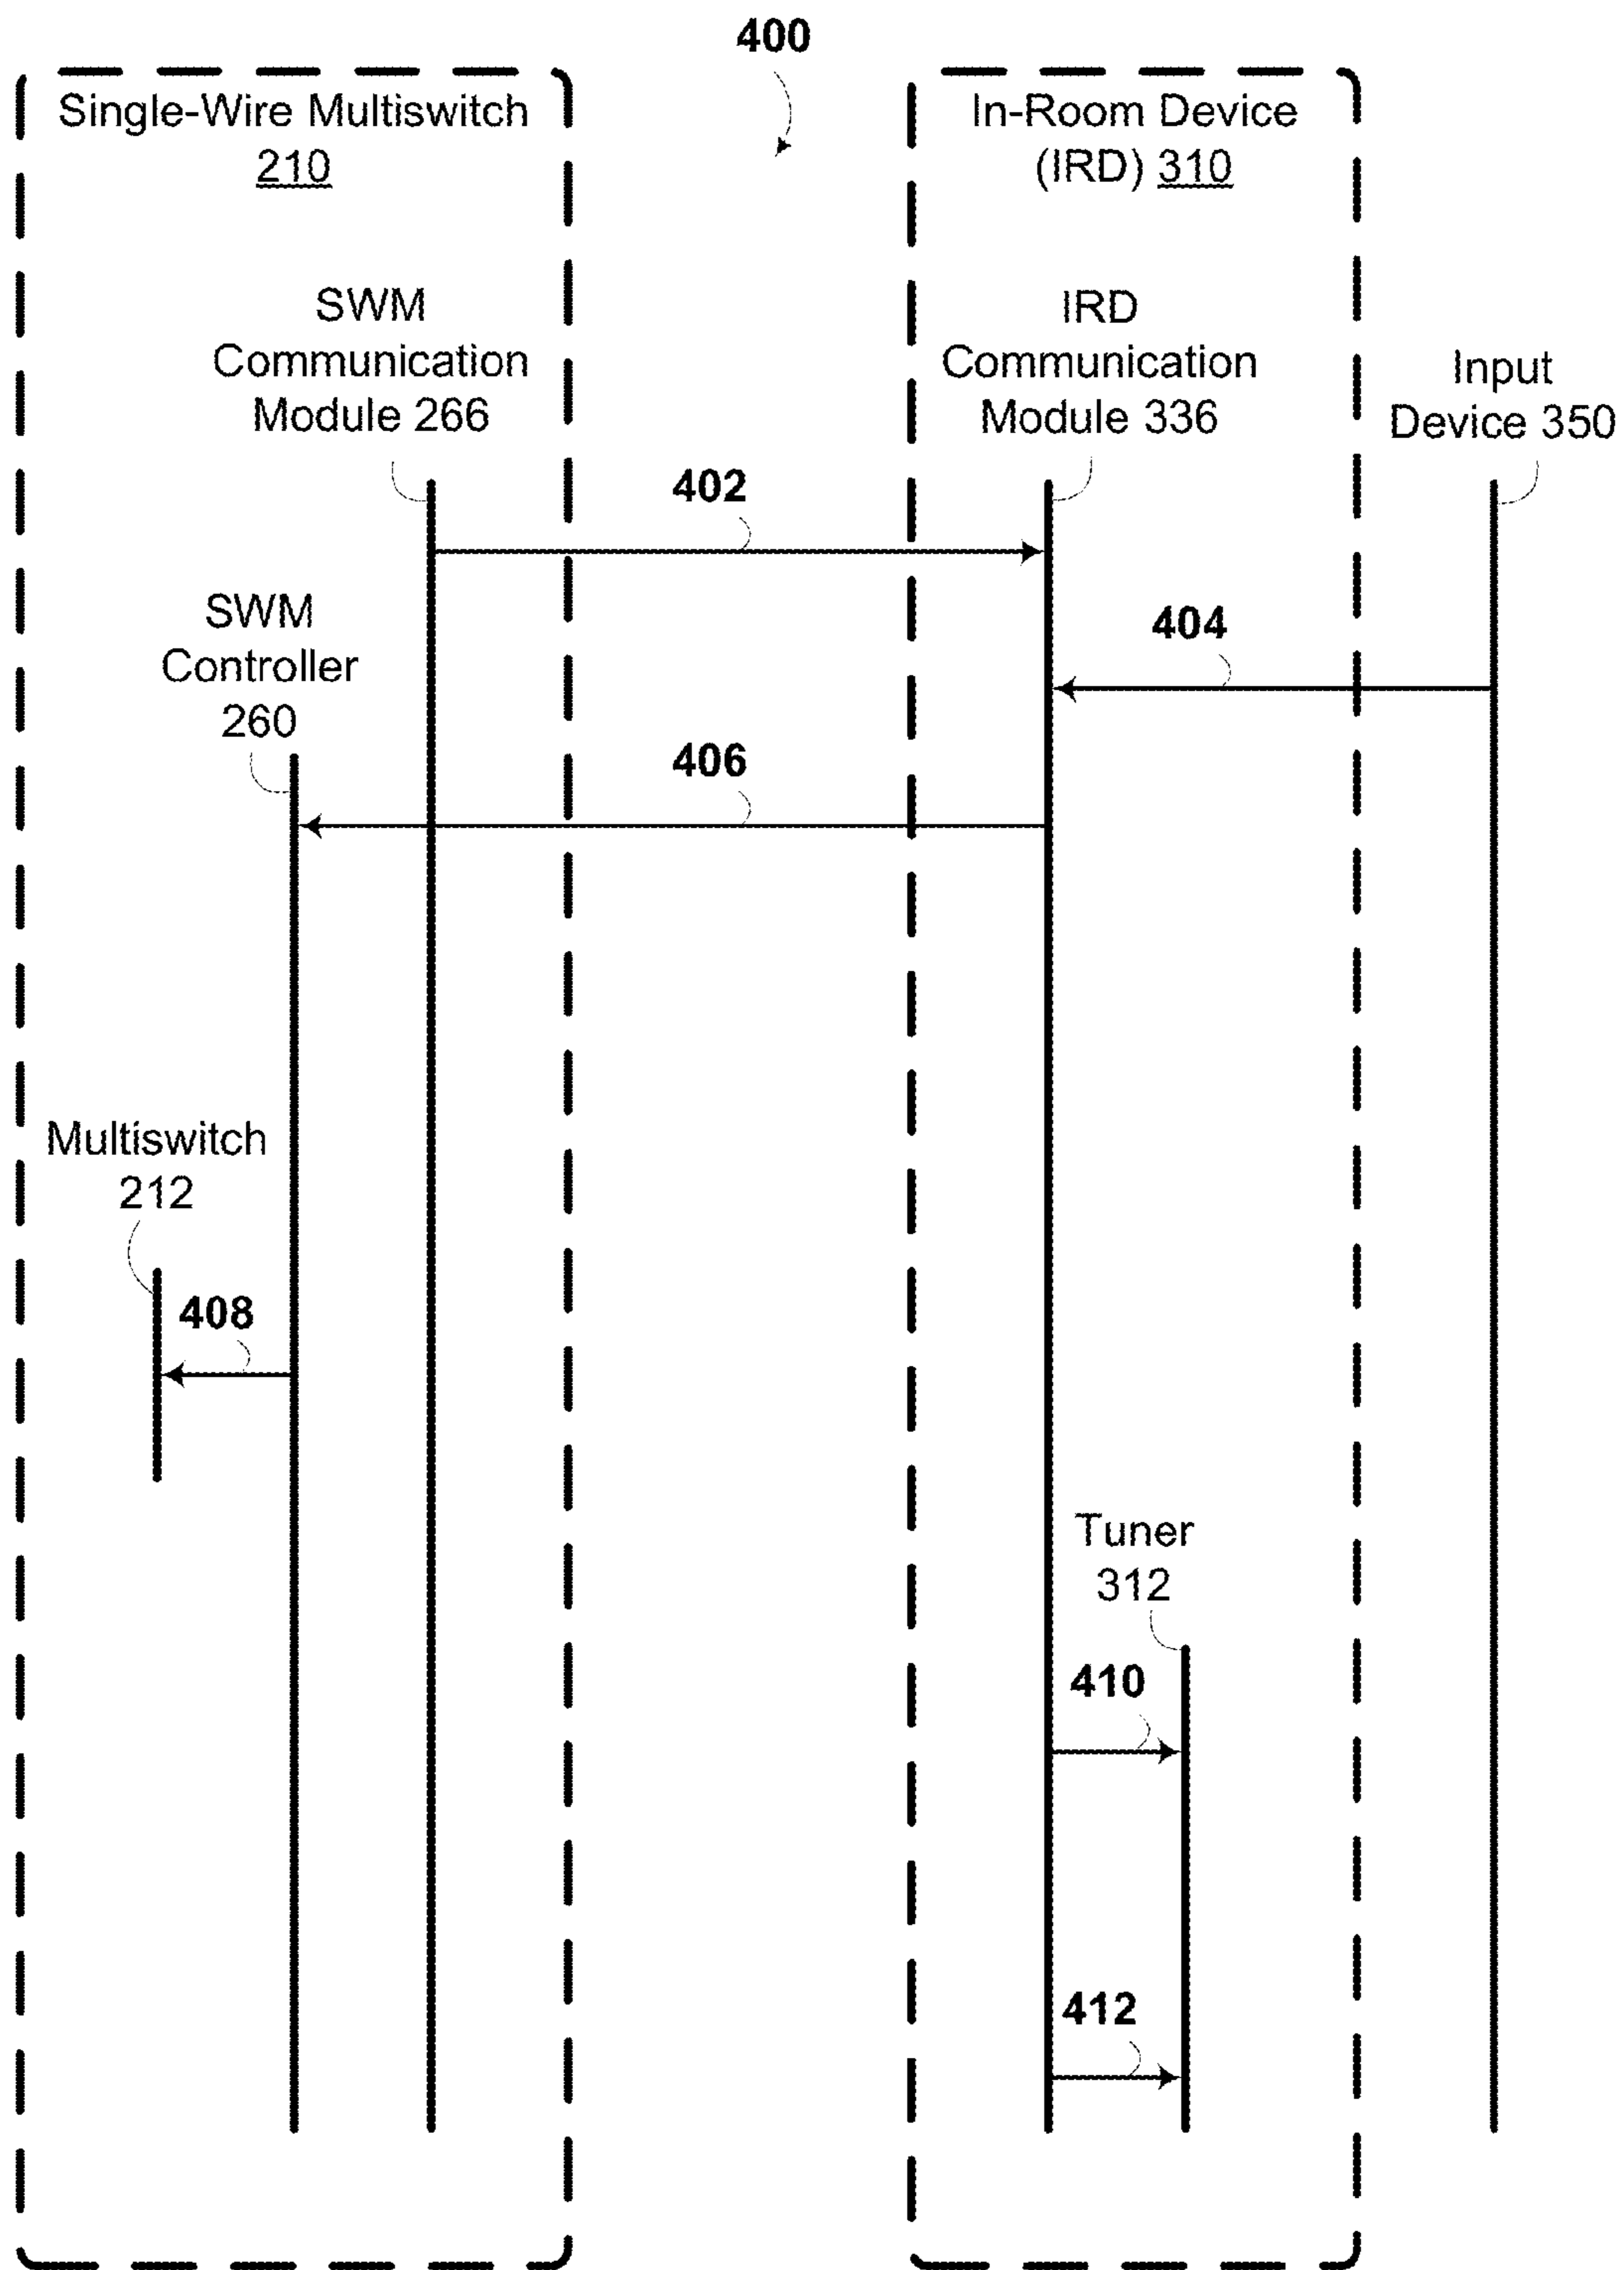 400
Single-Wire Multiswitch
210
In-Room Device
(IRD) 310
SWM
Communication
Module 266
IRD
Communication
Module 336
Input
Device 350
402
SWM
Controller
260
404
406
Multiswitch
212
408
Tuner
312
410
412